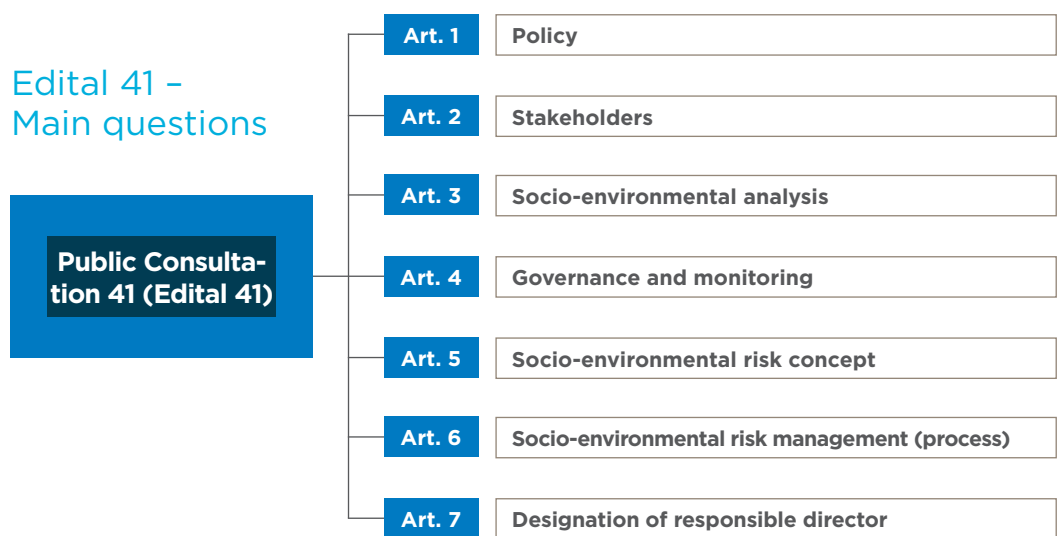 Edital 41 –
Main questions
Public Consulta-
tion 41 (Edital 41)
Art. 1 Policy
Art. 2 Stakeholders
Art. 3 Socio-environmental analysis
Art. 4 Governance and monitoring
Art. 5 Socio-environmental risk concept
Art. 6 Socio-environmental risk management (process)
Art. 7 Designation of responsible director